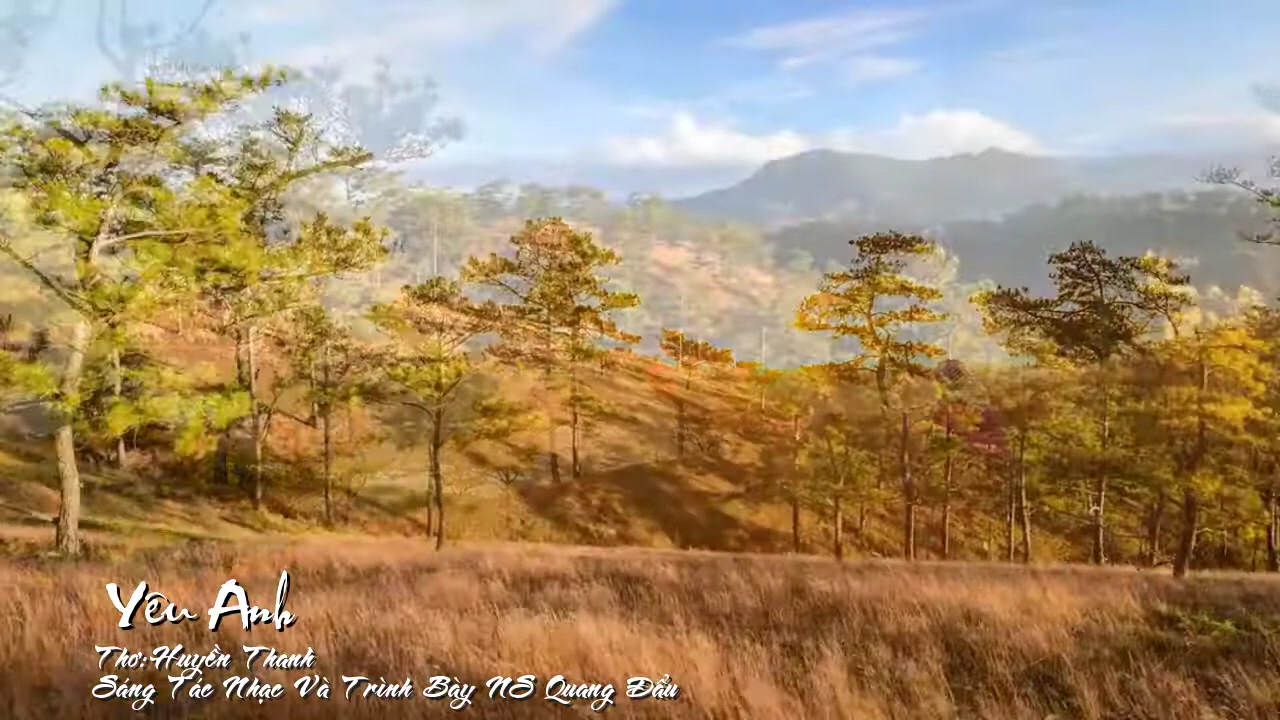 Yêu Anh
Thơ:Huyền Thanh
Sáng Tác Nhạc Và Trình Bày NS Quang Đẩu